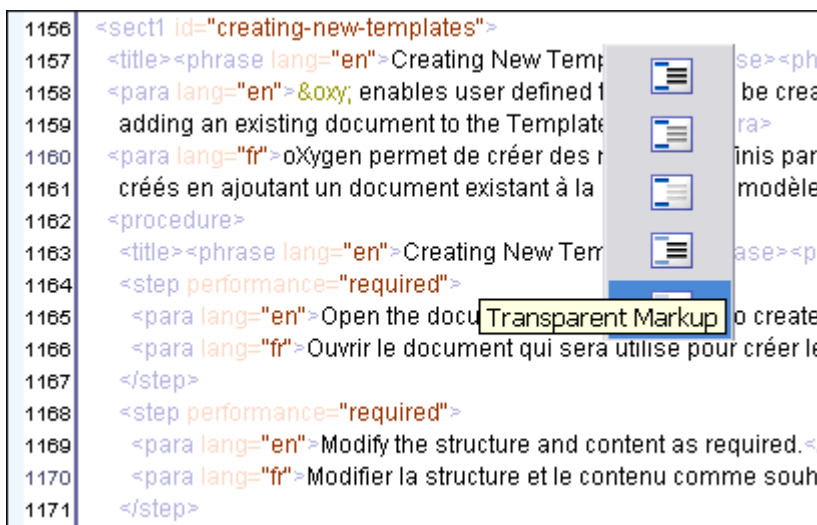 1156 <sect1 id="creating-new-templates">
1157 <title><phrase lang="en">Creating New Temp se><ph
1158 <para lang="en">&oxy; enables user defined be crea
1159 adding an existing document to the Template ra>
1160 <para lang="fr">oXygen permet de créer des inis par
1161 créés en ajoutant un document existant à la modèle
1162 <procedure>
1163 <title><phrase lang="en">Creating New Tem ase><p
1164 <step performance="required">
1165 <para lang="en">Open the docu Transparent Markup o create
1166 <para lang="fr">Ouvrir le document qui sera utilisé pour créer le
1167 </step>
1168 <step performance="required">
1169 <para lang="en">Modify the structure and content as required.<
1170 <para lang="fr">Modifier la structure et le contenu comme souh
1171 </step>